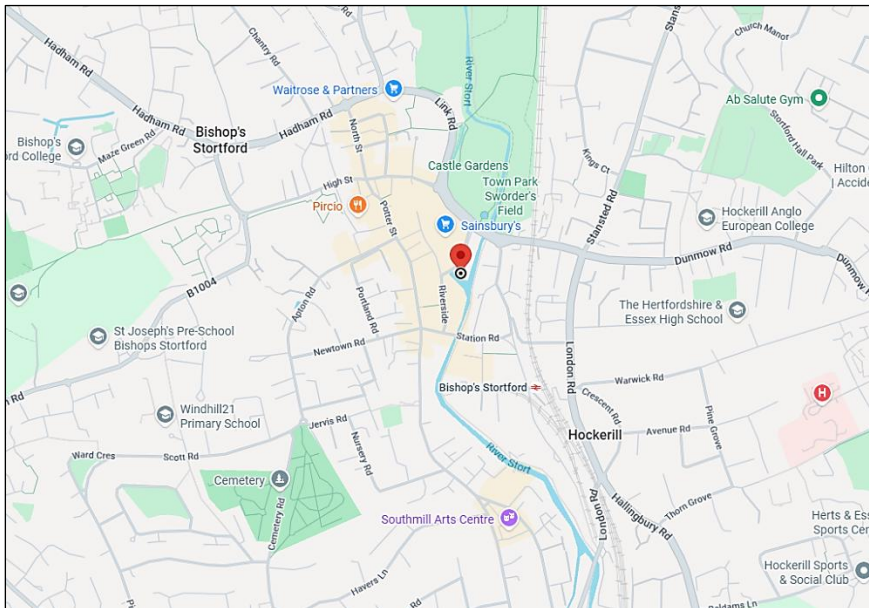 Hadham Rd
Chantry Rd
Hadham Rd
Waitrose & Partners
River Stort
Stansted
Church Manor
Ab Salute Gym
Stortford Hall Park
Bishop's
rd College
Maze Green Rd
Bishop's
Stortford
Hadham Rd
North St
Link Rd
Castle Gardens
Town Park
Sworder's
Field
Kings Ct
Stansted Rd
Hilton
| Accide
High St
Pircio
Potter St
Sainsbury's
Hockerill Anglo
European College
Dunmow Rd
Dunmow
B1004
Apton Rd
Portland Rd
Riverside
The Hertfordshire &
Essex High School
St Joseph's Pre-School
Bishops Stortford
Newtown Rd
Station Rd
London Rd
Bishop's Stortford
Warwick Rd
Crescent Rd
Pine Grove
H
n Rd
Windhill21
Primary School
Jervis Rd
Avenue Rd
Hockerill
Ward Cres
Scott Rd
Nursery Rd
River Stort
Cemetery
Cemetery Rd
Southmill Arts Centre
London Rd
Hallingbury Rd
Thorn Grove
Herts & Ess
Sports Cen
Havers Ln
Hockerill Sports
& Social Club